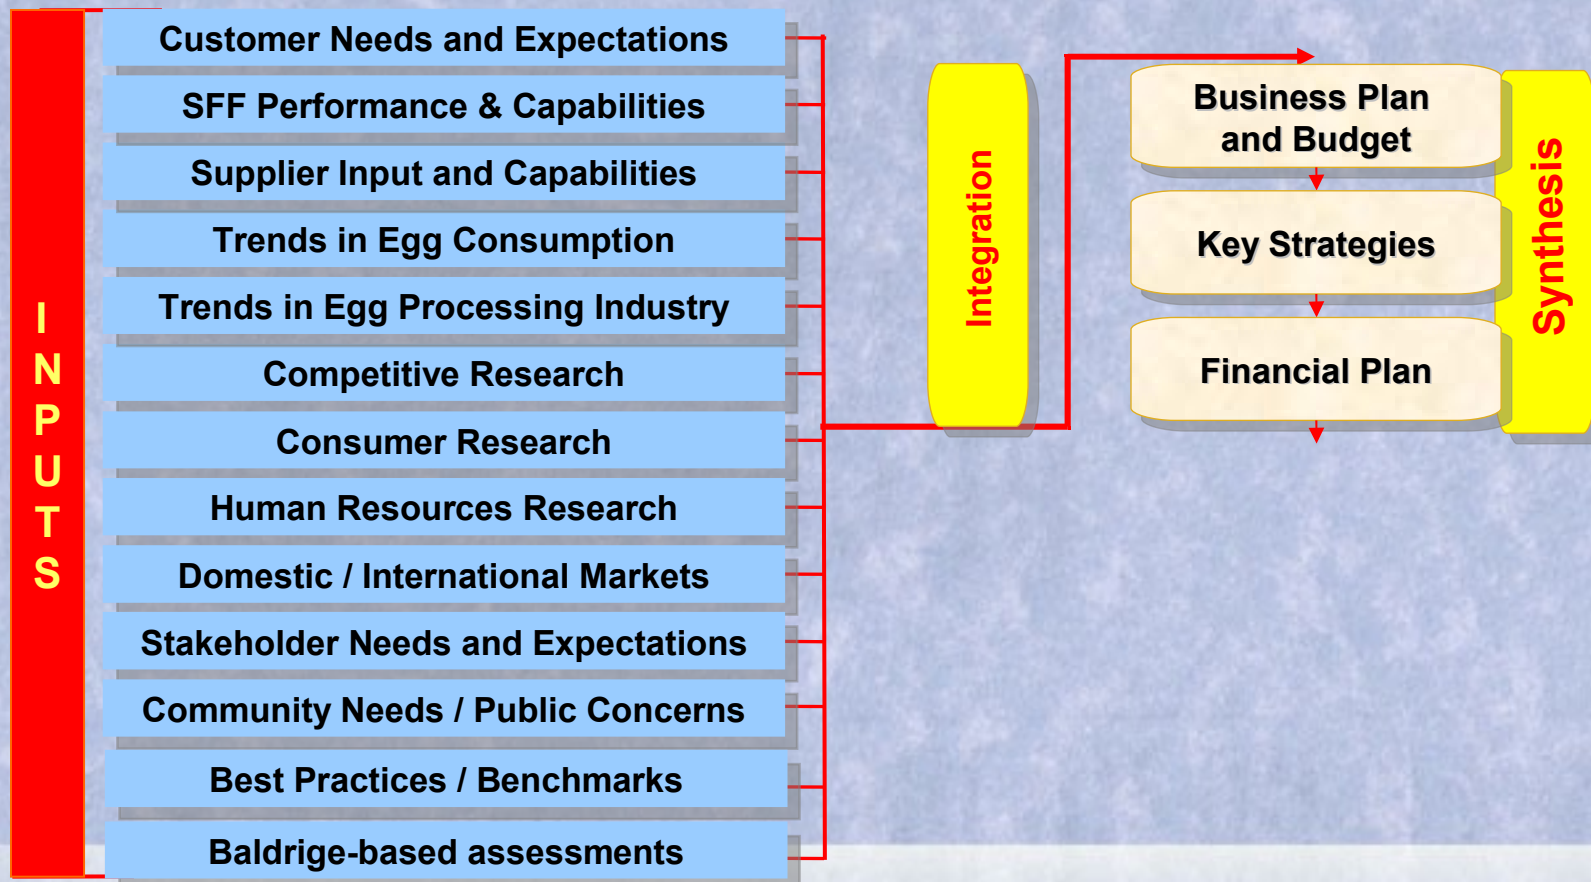 INPUTS
Customer Needs and Expectations
SFF Performance & Capabilities
Supplier Input and Capabilities
Trends in Egg Consumption
Trends in Egg Processing Industry
Competitive Research
Consumer Research
Human Resources Research
Domestic / International Markets
Stakeholder Needs and Expectations
Community Needs / Public Concerns
Best Practices / Benchmarks
Baldrige-based assessments
Integration
Business Plan
and Budget
Key Strategies
Financial Plan
Synthesis